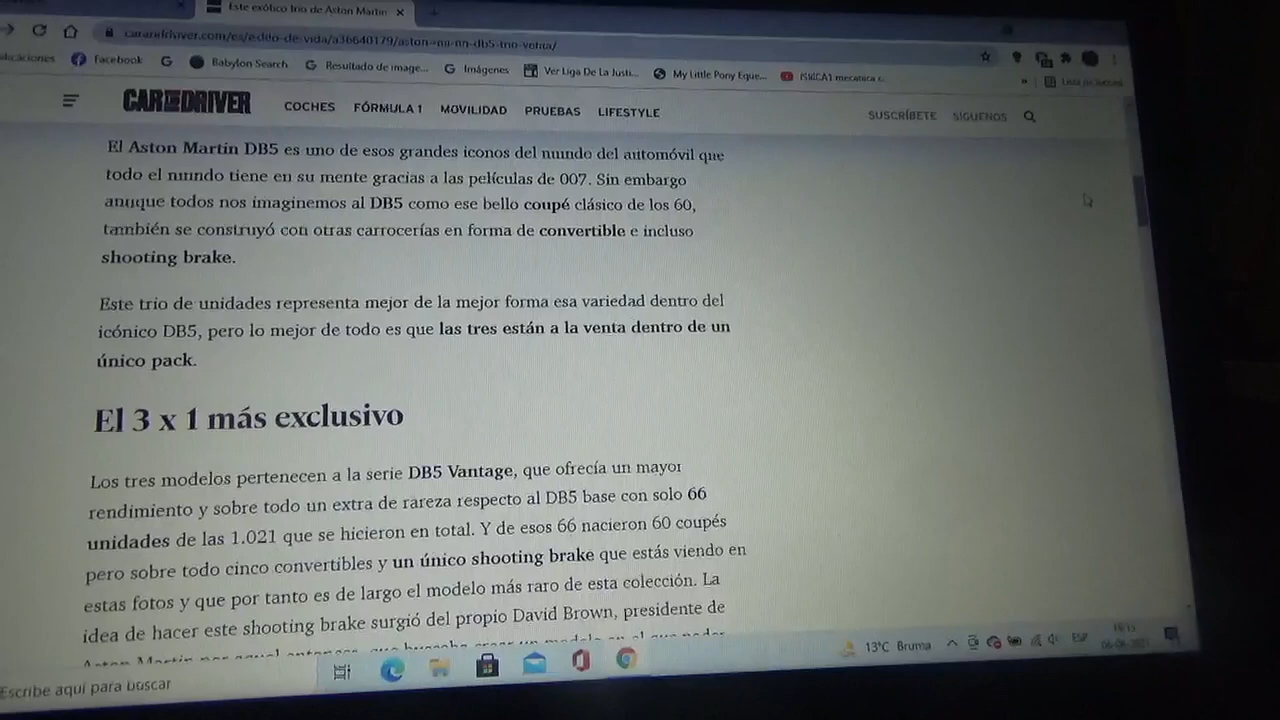 Este exótico trío de Aston Martin
Facebook
Babylon Search
Resultado de image...
Imágenes
Ver Liga De La Justi...
My Little Pony Eque...
CAR AND DRIVER
COCHES
FÓRMULA 1
MOVILIDAD
PRUEBAS
LIFESTYLE
SUSCRÍBETE
SÍGUENOS
El Aston Martin DB5 es uno de esos grandes iconos del mundo del automóvil que
todo el mundo tiene en su mente gracias a las películas de 007. Sin embargo
aunque todos nos imaginemos al DB5 como ese bello coupé clásico de los 60,
también se construyó con otras carrocerías en forma de convertible e incluso
shooting brake.
Este trío de unidades representa mejor de la mejor forma esa variedad dentro del
icónico DB5, pero lo mejor de todo es que las tres están a la venta dentro de un
único pack.
El 3 x 1 más exclusivo
Los tres modelos pertenecen a la serie DB5 Vantage, que ofrecía un mayor
rendimiento y sobre todo un extra de rareza respecto al DB5 base con solo 66
unidades de las 1.021 que se hicieron en total. Y de esos 66 nacieron 60 coupés
pero sobre todo cinco convertibles y un único shooting brake que estás viendo en
estas fotos y que por tanto es de largo el modelo más raro de esta colección. La
idea de hacer este shooting brake surgió del propio David Brown, presidente de
Aston Martin por aquel entonces, que
Escribe aquí para buscar
13°C Bruma
ESP